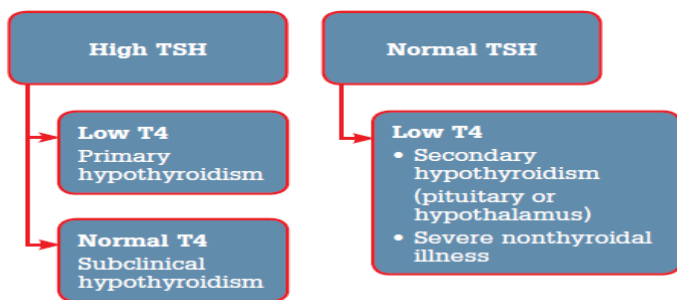 High TSH
Low T4
Primary
hypothyroidism
Normal T4
Subclinical
hypothyroidism
Normal TSH
Low T4
• Secondary
hypothyroidism
(pituitary or
hypothalamus)
• Severe nonthyroidal
illness